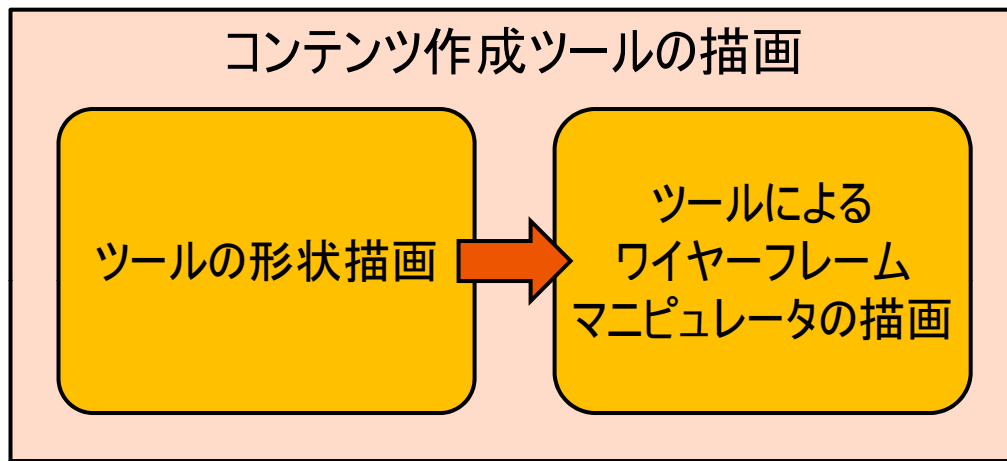 コンテンツ作成ツールの描画
ツールの形状描画
ツールによる
ワイヤーフレーム
マニピュレータの描画